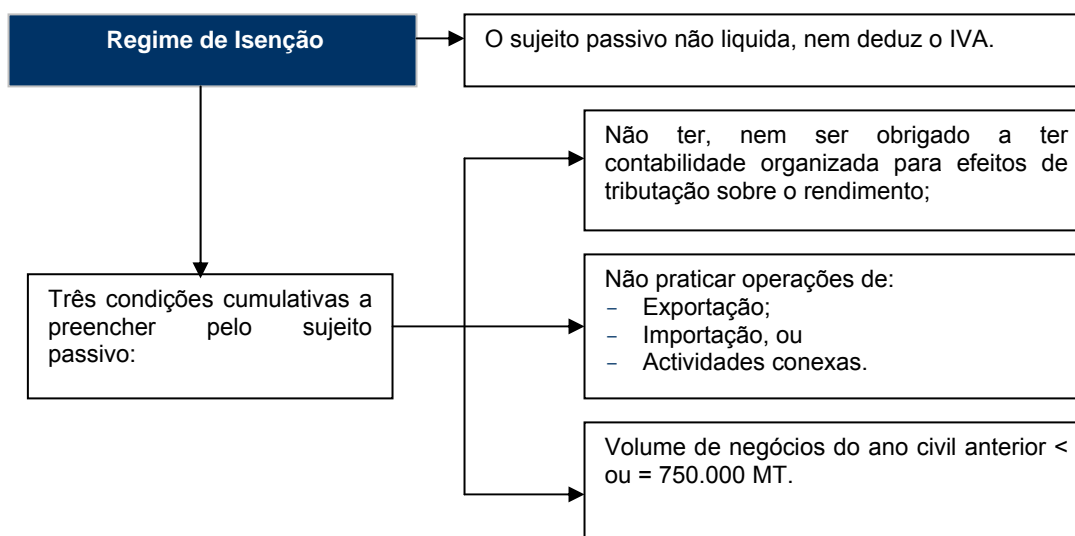 Regime de Isenção
O sujeito passivo não liquida, nem deduz o IVA.
Não ter, nem ser obrigado a ter
contabilidade organizada para efeitos de
tributação sobre o rendimento;
Três condições cumulativas a
preencher pelo sujeito
passivo:
Não praticar operações de:
- Exportação;
- Importação, ou
- Actividades conexas.
Volume de negócios do ano civil anterior <
ou = 750.000 MT.